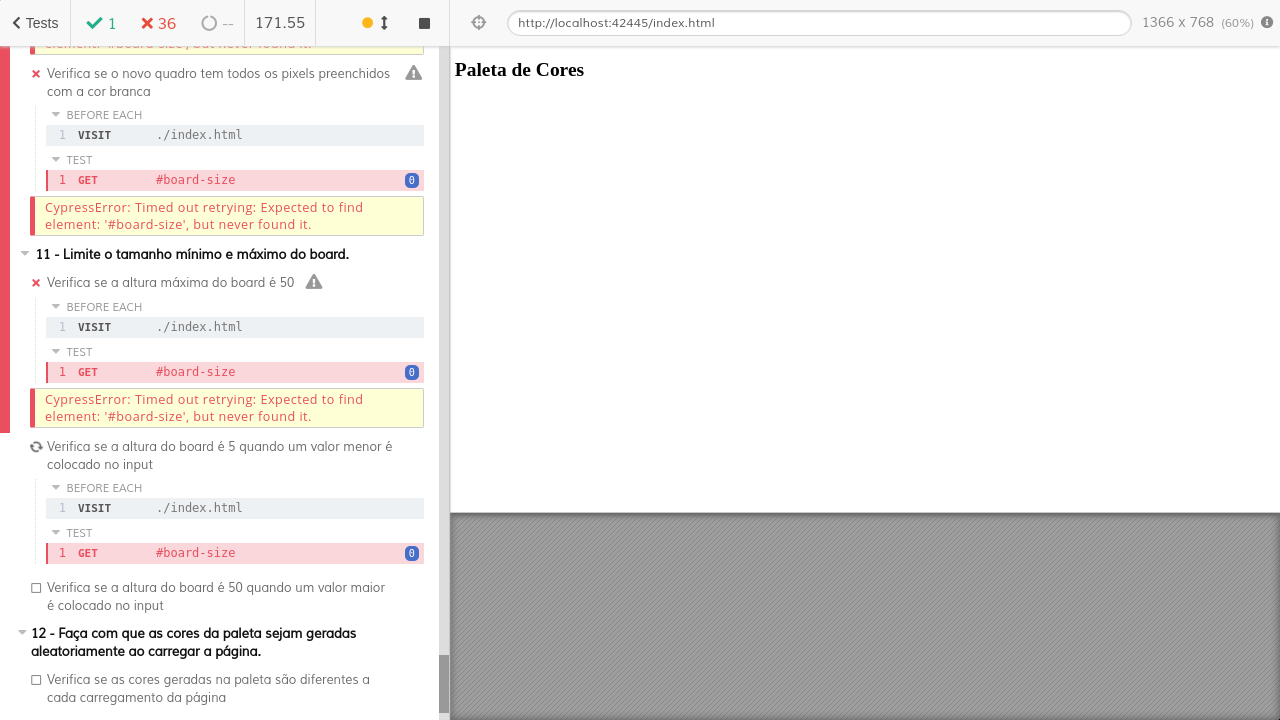 Tests
1
36
--
171.55
http://localhost:42445/index.html
1366 x 768 (60%)
element: '#board-size', but never found it.
Verifica se o novo quadro tem todos os pixels preenchidos
com a cor branca
BEFORE EACH
1 VISIT ./index.html
TEST
1 GET #board-size 0
CypressError: Timed out retrying: Expected to find
element: '#board-size', but never found it.
11 - Limite o tamanho mínimo e máximo do board.
Verifica se a altura máxima do board é 50
BEFORE EACH
1 VISIT ./index.html
TEST
1 GET #board-size 0
CypressError: Timed out retrying: Expected to find
element: '#board-size', but never found it.
Verifica se a altura do board é 5 quando um valor menor é
colocado no input
BEFORE EACH
1 VISIT ./index.html
TEST
1 GET #board-size 0
Verifica se a altura do board é 50 quando um valor maior
é colocado no input
12 - Faça com que as cores da paleta sejam geradas
aleatoriamente ao carregar a página.
Verifica se as cores geradas na paleta são diferentes a
cada carregamento da página
Paleta de Cores